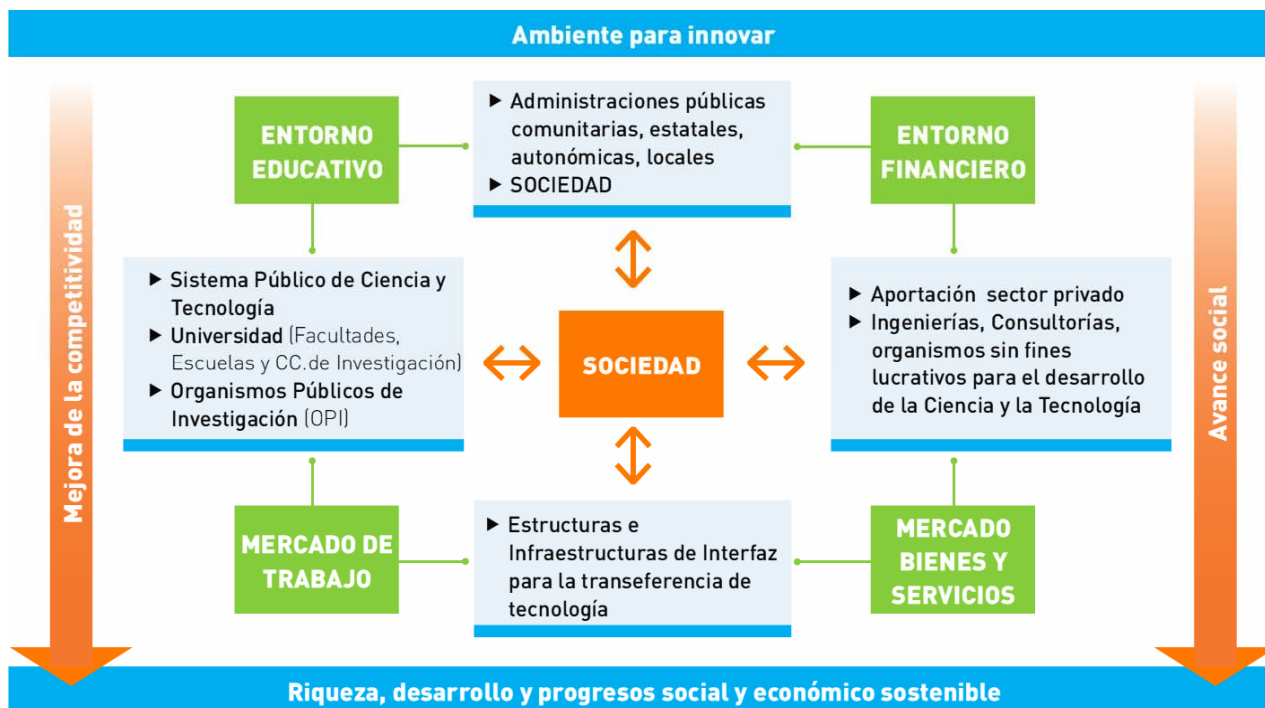 Ambiente para innovar
Mejora de la competitividad
ENTORNO
EDUCATIVO
▶ Administraciones públicas
comunitarias, estatales,
autonómicas, locales
▶ SOCIEDAD
ENTORNO
FINANCIERO
▶ Sistema Público de Ciencia y
Tecnología
▶ Universidad (Facultades,
Escuelas y CC.de Investigación)
▶ Organismos Públicos de
Investigación (OPI)
SOCIEDAD
▶ Aportación sector privado
▶ Ingenierías, Consultorías,
organismos sin fines
lucrativos para el desarrollo
de la Ciencia y la Tecnología
MERCADO DE
TRABAJO
▶ Estructuras e
Infraestructuras de Interfaz
para la transeferencia de
tecnología
MERCADO
BIENES Y
SERVICIOS
Avance social
Riqueza, desarrollo y progresos social y económico sostenible